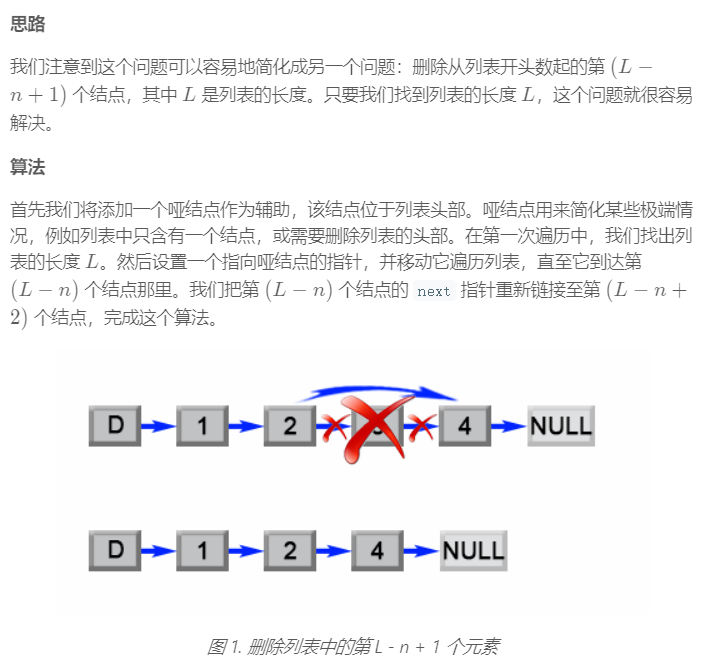 思路
我们注意到这个问题可以容易地简化成另一个问题：删除从列表开头数起的第 (L −
n + 1) 个结点，其中 L 是列表的长度。只要我们找到列表的长度 L，这个问题就很容易
解决。
算法
首先我们将添加一个哑结点作为辅助，该结点位于列表头部。哑结点用来简化某些极端情
况，例如列表中只含有一个结点，或需要删除列表的头部。在第一次遍历中，我们找出列
表的长度 L。然后设置一个指向哑结点的指针，并移动它遍历列表，直至它到达第
(L − n) 个结点那里。我们把第 (L − n) 个结点的 next 指针重新链接至第 (L − n +
2) 个结点，完成这个算法。
D 1 2 4 NULL
D 1 2 4 NULL
图 1. 删除列表中的第 L - n + 1 个元素